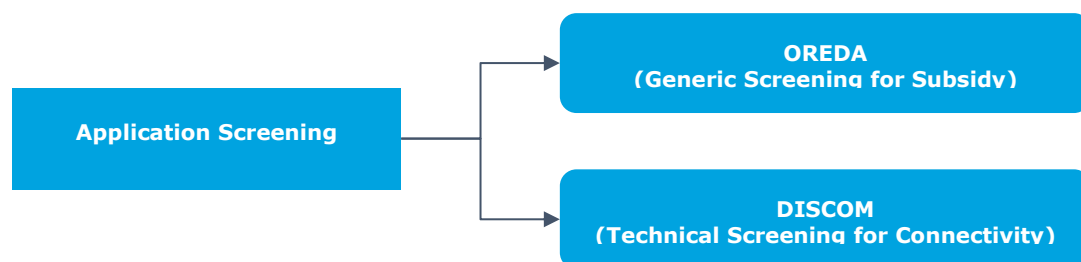 OREDA
(Generic Screening for Subsidy)
Application Screening
DISCOM
(Technical Screening for Connectivity)